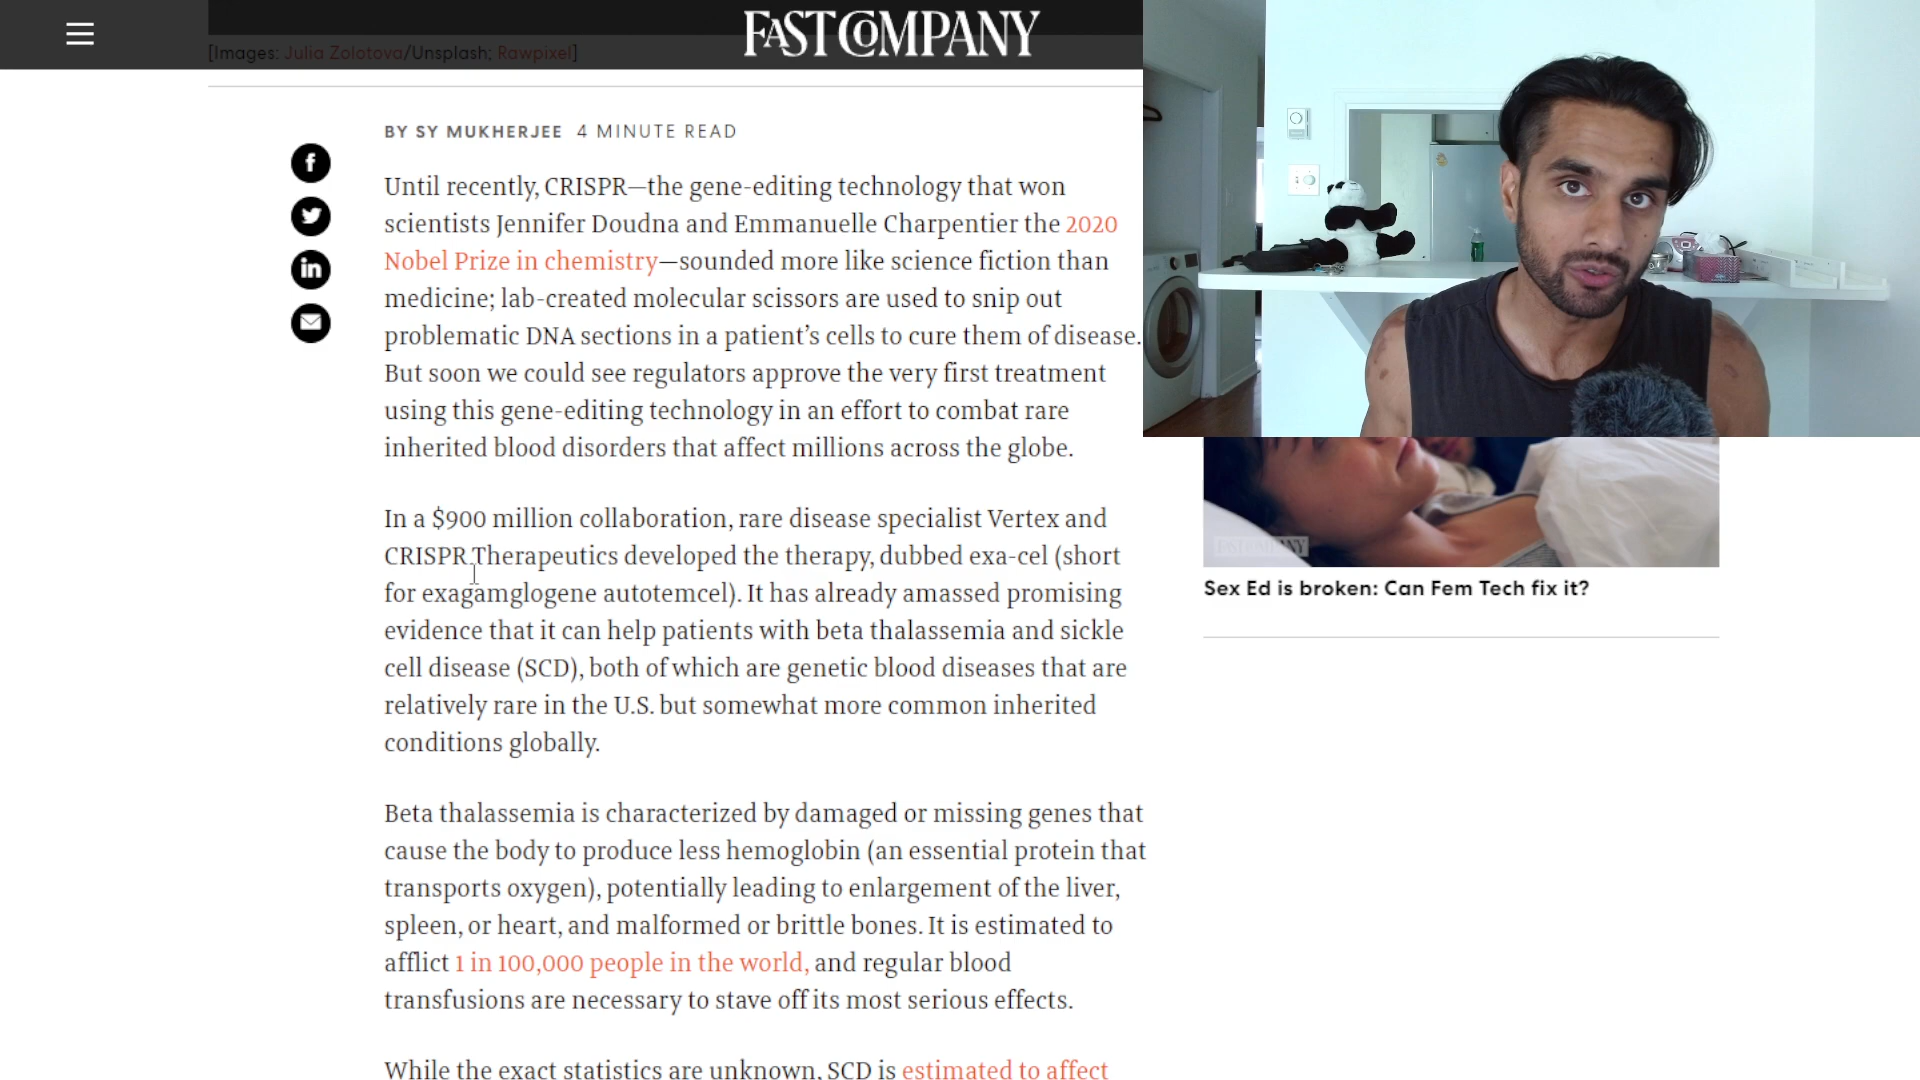 [Images: Julia Zolotova/Unsplash; Rawpixel]
FAST COMPANY
BY SY MUKHERJEE 4 MINUTE READ
Until recently, CRISPR—the gene-editing technology that won
scientists Jennifer Doudna and Emmanuelle Charpentier the 2020
Nobel Prize in chemistry—sounded more like science fiction than
medicine; lab-created molecular scissors are used to snip out
problematic DNA sections in a patient’s cells to cure them of disease.
But soon we could see regulators approve the very first treatment
using this gene-editing technology in an effort to combat rare
inherited blood disorders that affect millions across the globe.
In a $900 million collaboration, rare disease specialist Vertex and
CRISPR Therapeutics developed the therapy, dubbed exa-cel (short
for exagamglogene autotemcel). It has already amassed promising
evidence that it can help patients with beta thalassemia and sickle
cell disease (SCD), both of which are genetic blood diseases that are
relatively rare in the U.S. but somewhat more common inherited
conditions globally.
Beta thalassemia is characterized by damaged or missing genes that
cause the body to produce less hemoglobin (an essential protein that
transports oxygen), potentially leading to enlargement of the liver,
spleen, or heart, and malformed or brittle bones. It is estimated to
afflict 1 in 100,000 people in the world, and regular blood
transfusions are necessary to stave off its most serious effects.
While the exact statistics are unknown, SCD is estimated to affect
FAST COMPANY
Sex Ed is broken: Can Fem Tech fix it?